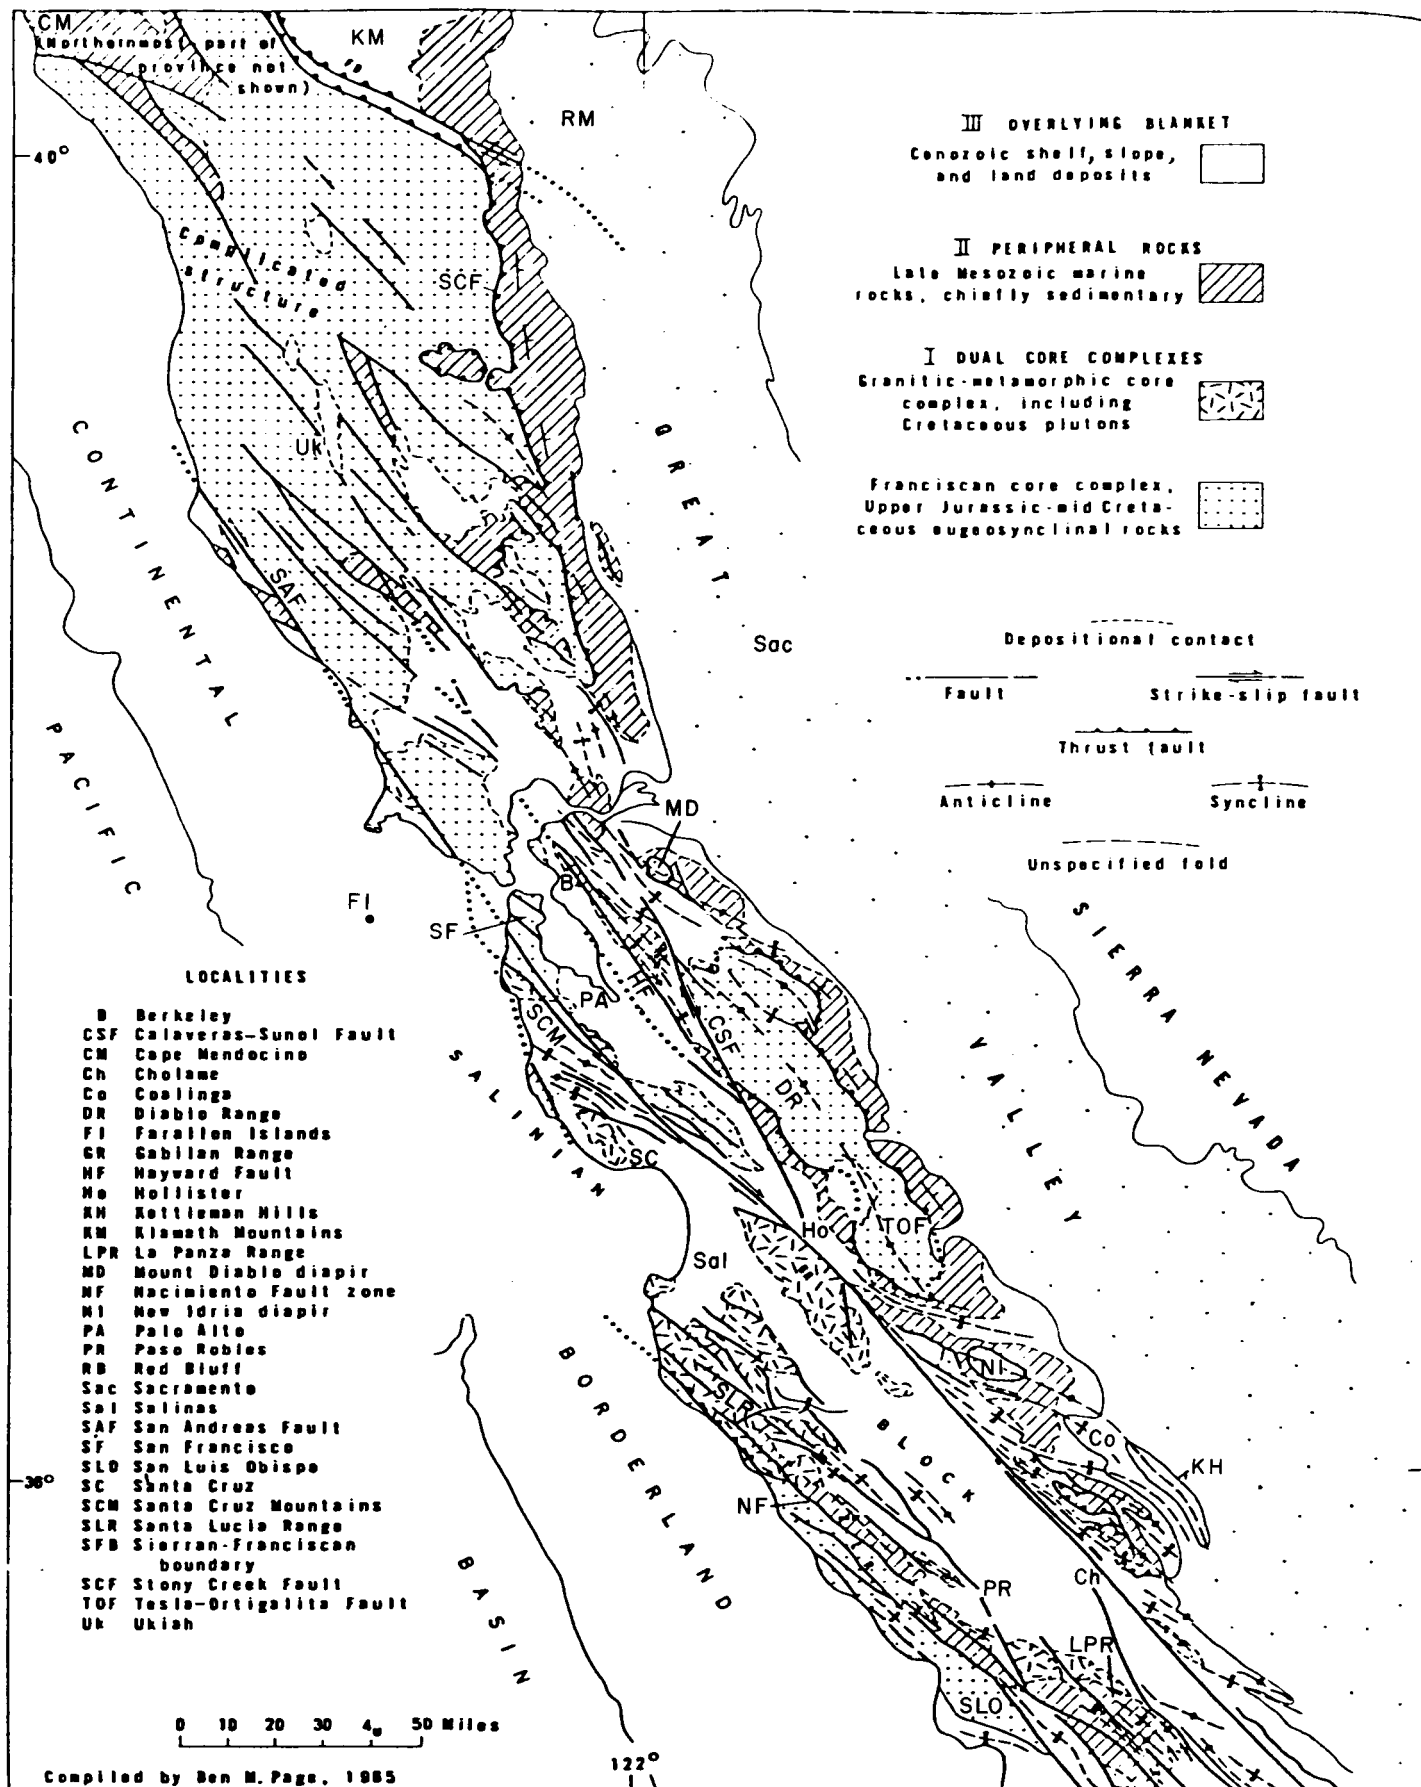 CM
(Northernmost part of
province not
shown)
KM
RM
40°
III OVERLYING BLANKET
Cenozoic shelf, slope,
and land deposits
II PERIPHERAL ROCKS
Late Mesozoic marine
rocks, chiefly sedimentary
I DUAL CORE COMPLEXES
Granitic-metamorphic core
complex, including
Cretaceous plutons
Franciscan core complex,
Upper Jurassic-mid Creta-
ceous eugeosynclinal rocks
Depositional contact
Fault
Strike-slip fault
Thrust fault
Anticline
Syncline
Unspecified fold
Complicated
structure
SCF
Uk
SAF
Sac
CONTINENTAL
PACIFIC
GREAT
VALLEY
SIERRA NEVADA
MD
B
FI
SF
HF
PA
SCM
CSF
DR
SALINIAN
SC
Ho
TOF
Sal
NI
SLR
BLOCK
Co
KH
BORDERLAND
NF
36°
BASIN
PR
Ch
LPR
SLO
LOCALITIES
B Berkeley
CSF Calaveras-Sunol Fault
CM Cape Mendocino
Ch Cholame
Co Coalinga
DR Diablo Range
FI Farallon Islands
GR Gabilan Range
HF Hayward Fault
Ho Hollister
KH Kettleman Hills
KM Klamath Mountains
LPR La Panza Range
MD Mount Diablo diapir
NF Nacimiento Fault zone
NI New Idria diapir
PA Palo Alto
PR Paso Robles
RB Red Bluff
Sac Sacramento
Sal Salinas
SAF San Andreas Fault
SF San Francisco
SLO San Luis Obispo
SC Santa Cruz
SCM Santa Cruz Mountains
SLR Santa Lucia Range
SFB Sierran-Franciscan
boundary
SCF Stony Creek Fault
TOF Tesla-Ortigalita Fault
Uk Ukiah
0 10 20 30 40 50 Miles
122°
Compiled by Ben M. Page, 1965